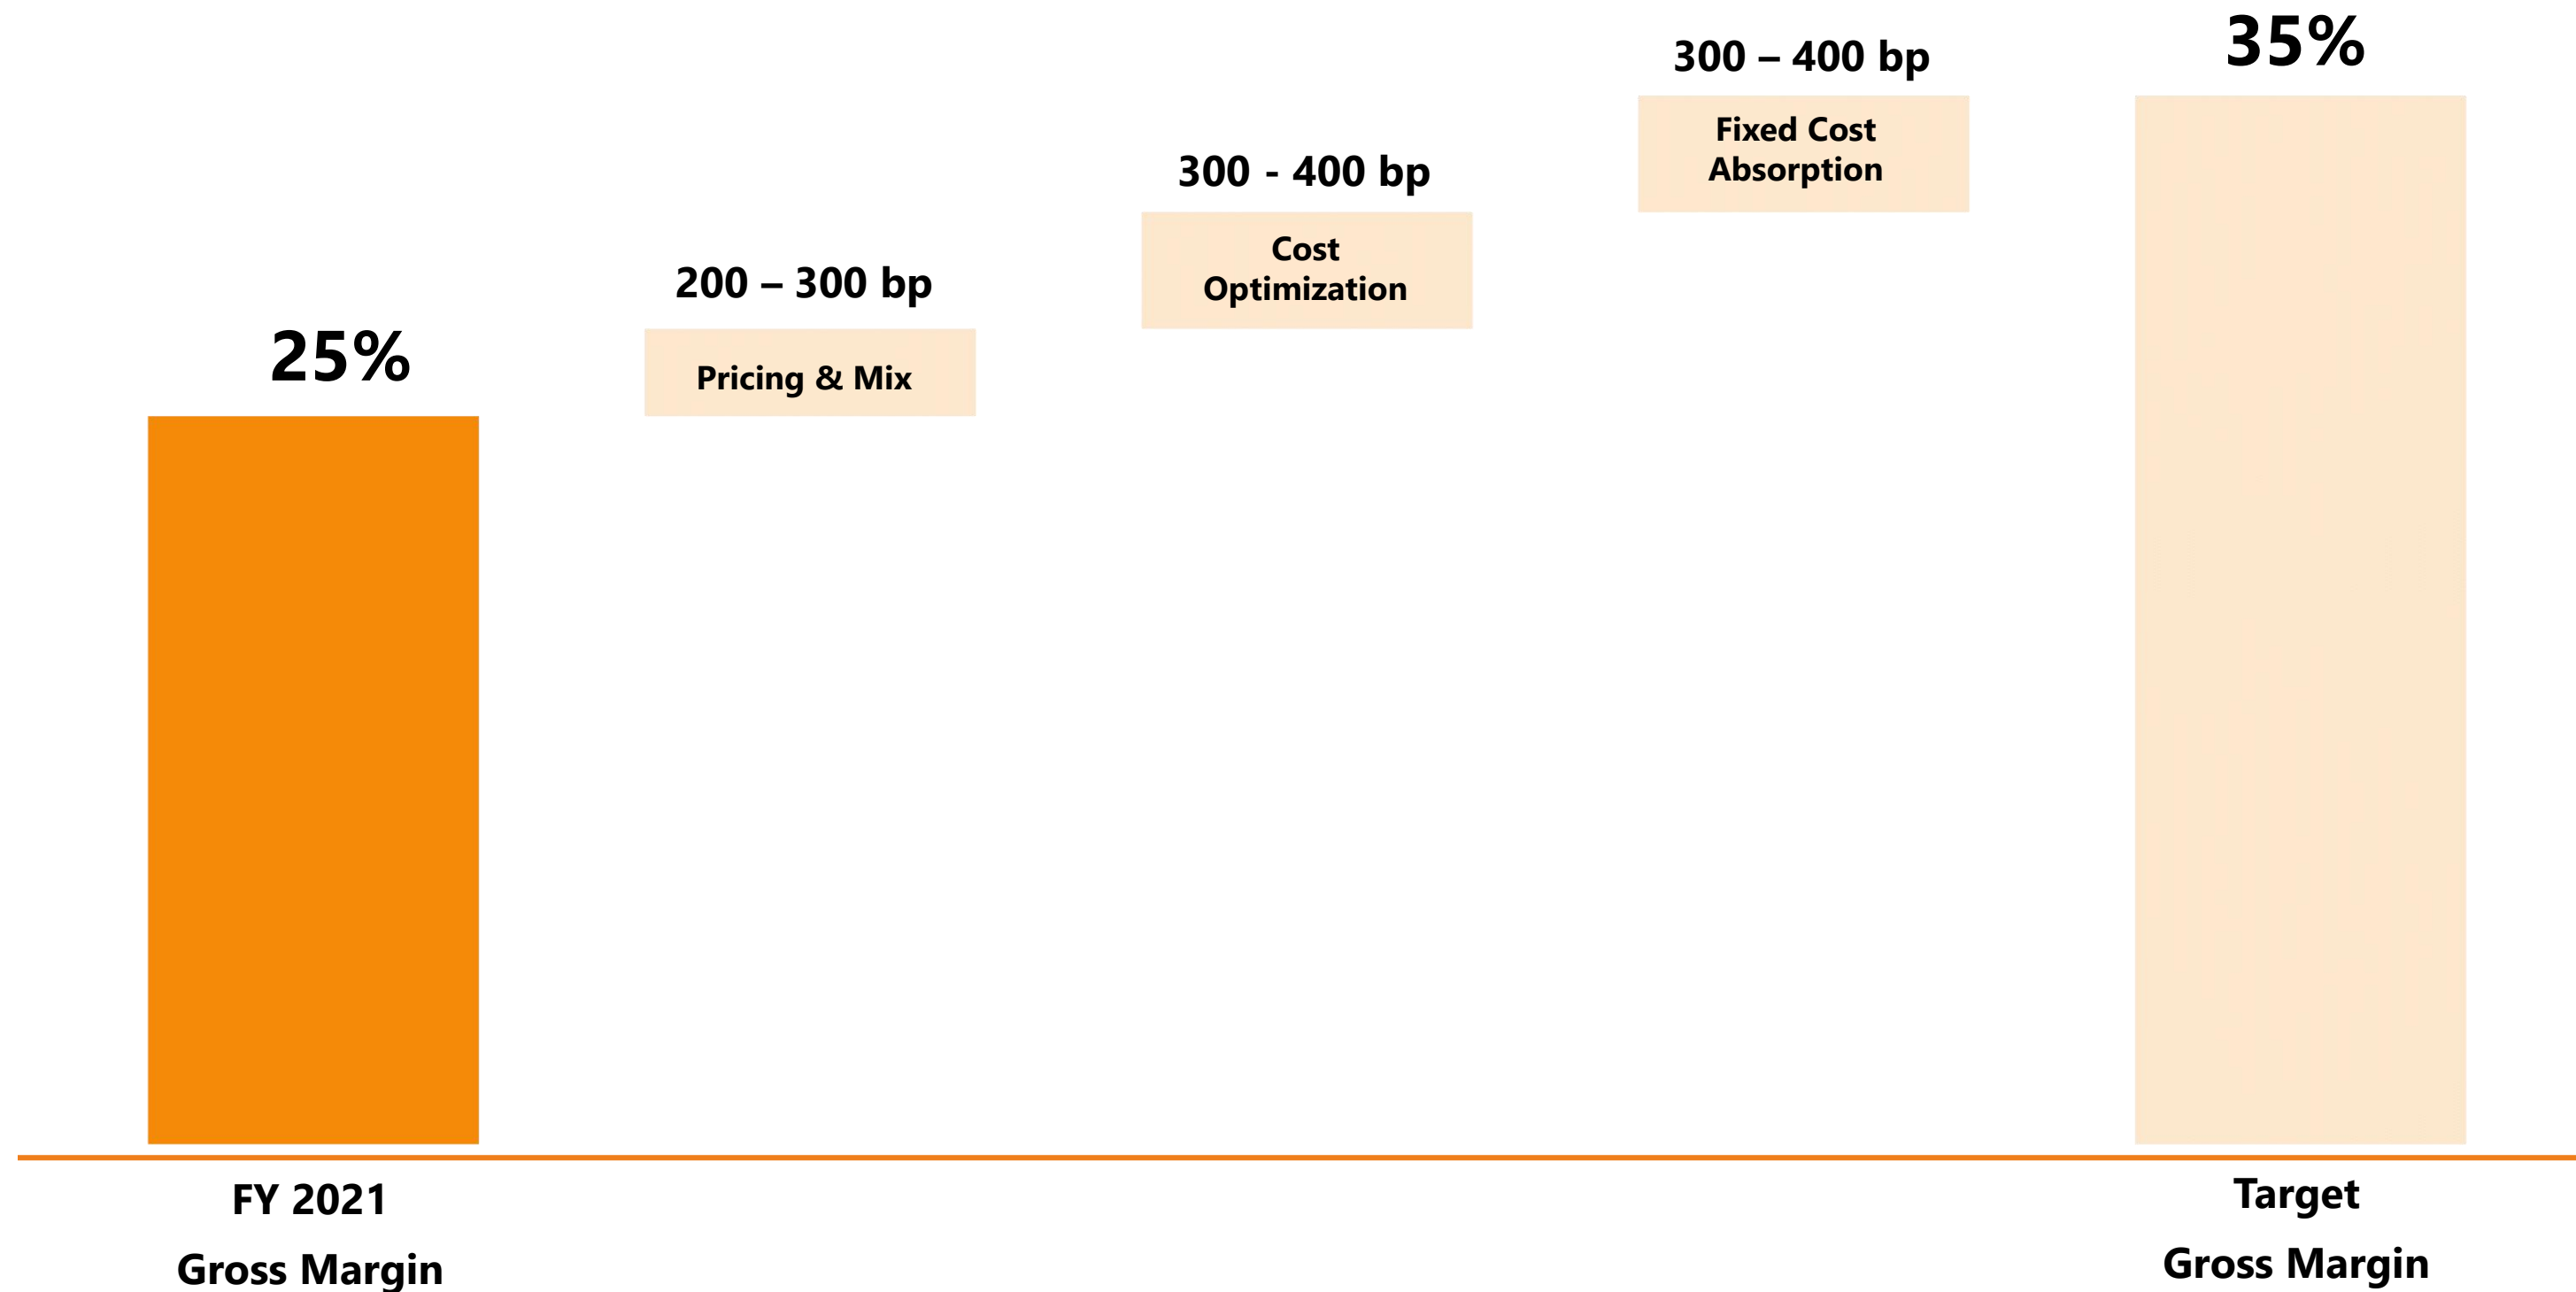 25%
FY 2021
Gross Margin
200 – 300 bp
Pricing & Mix
300 - 400 bp
Cost
Optimization
300 – 400 bp
Fixed Cost
Absorption
35%
Target
Gross Margin